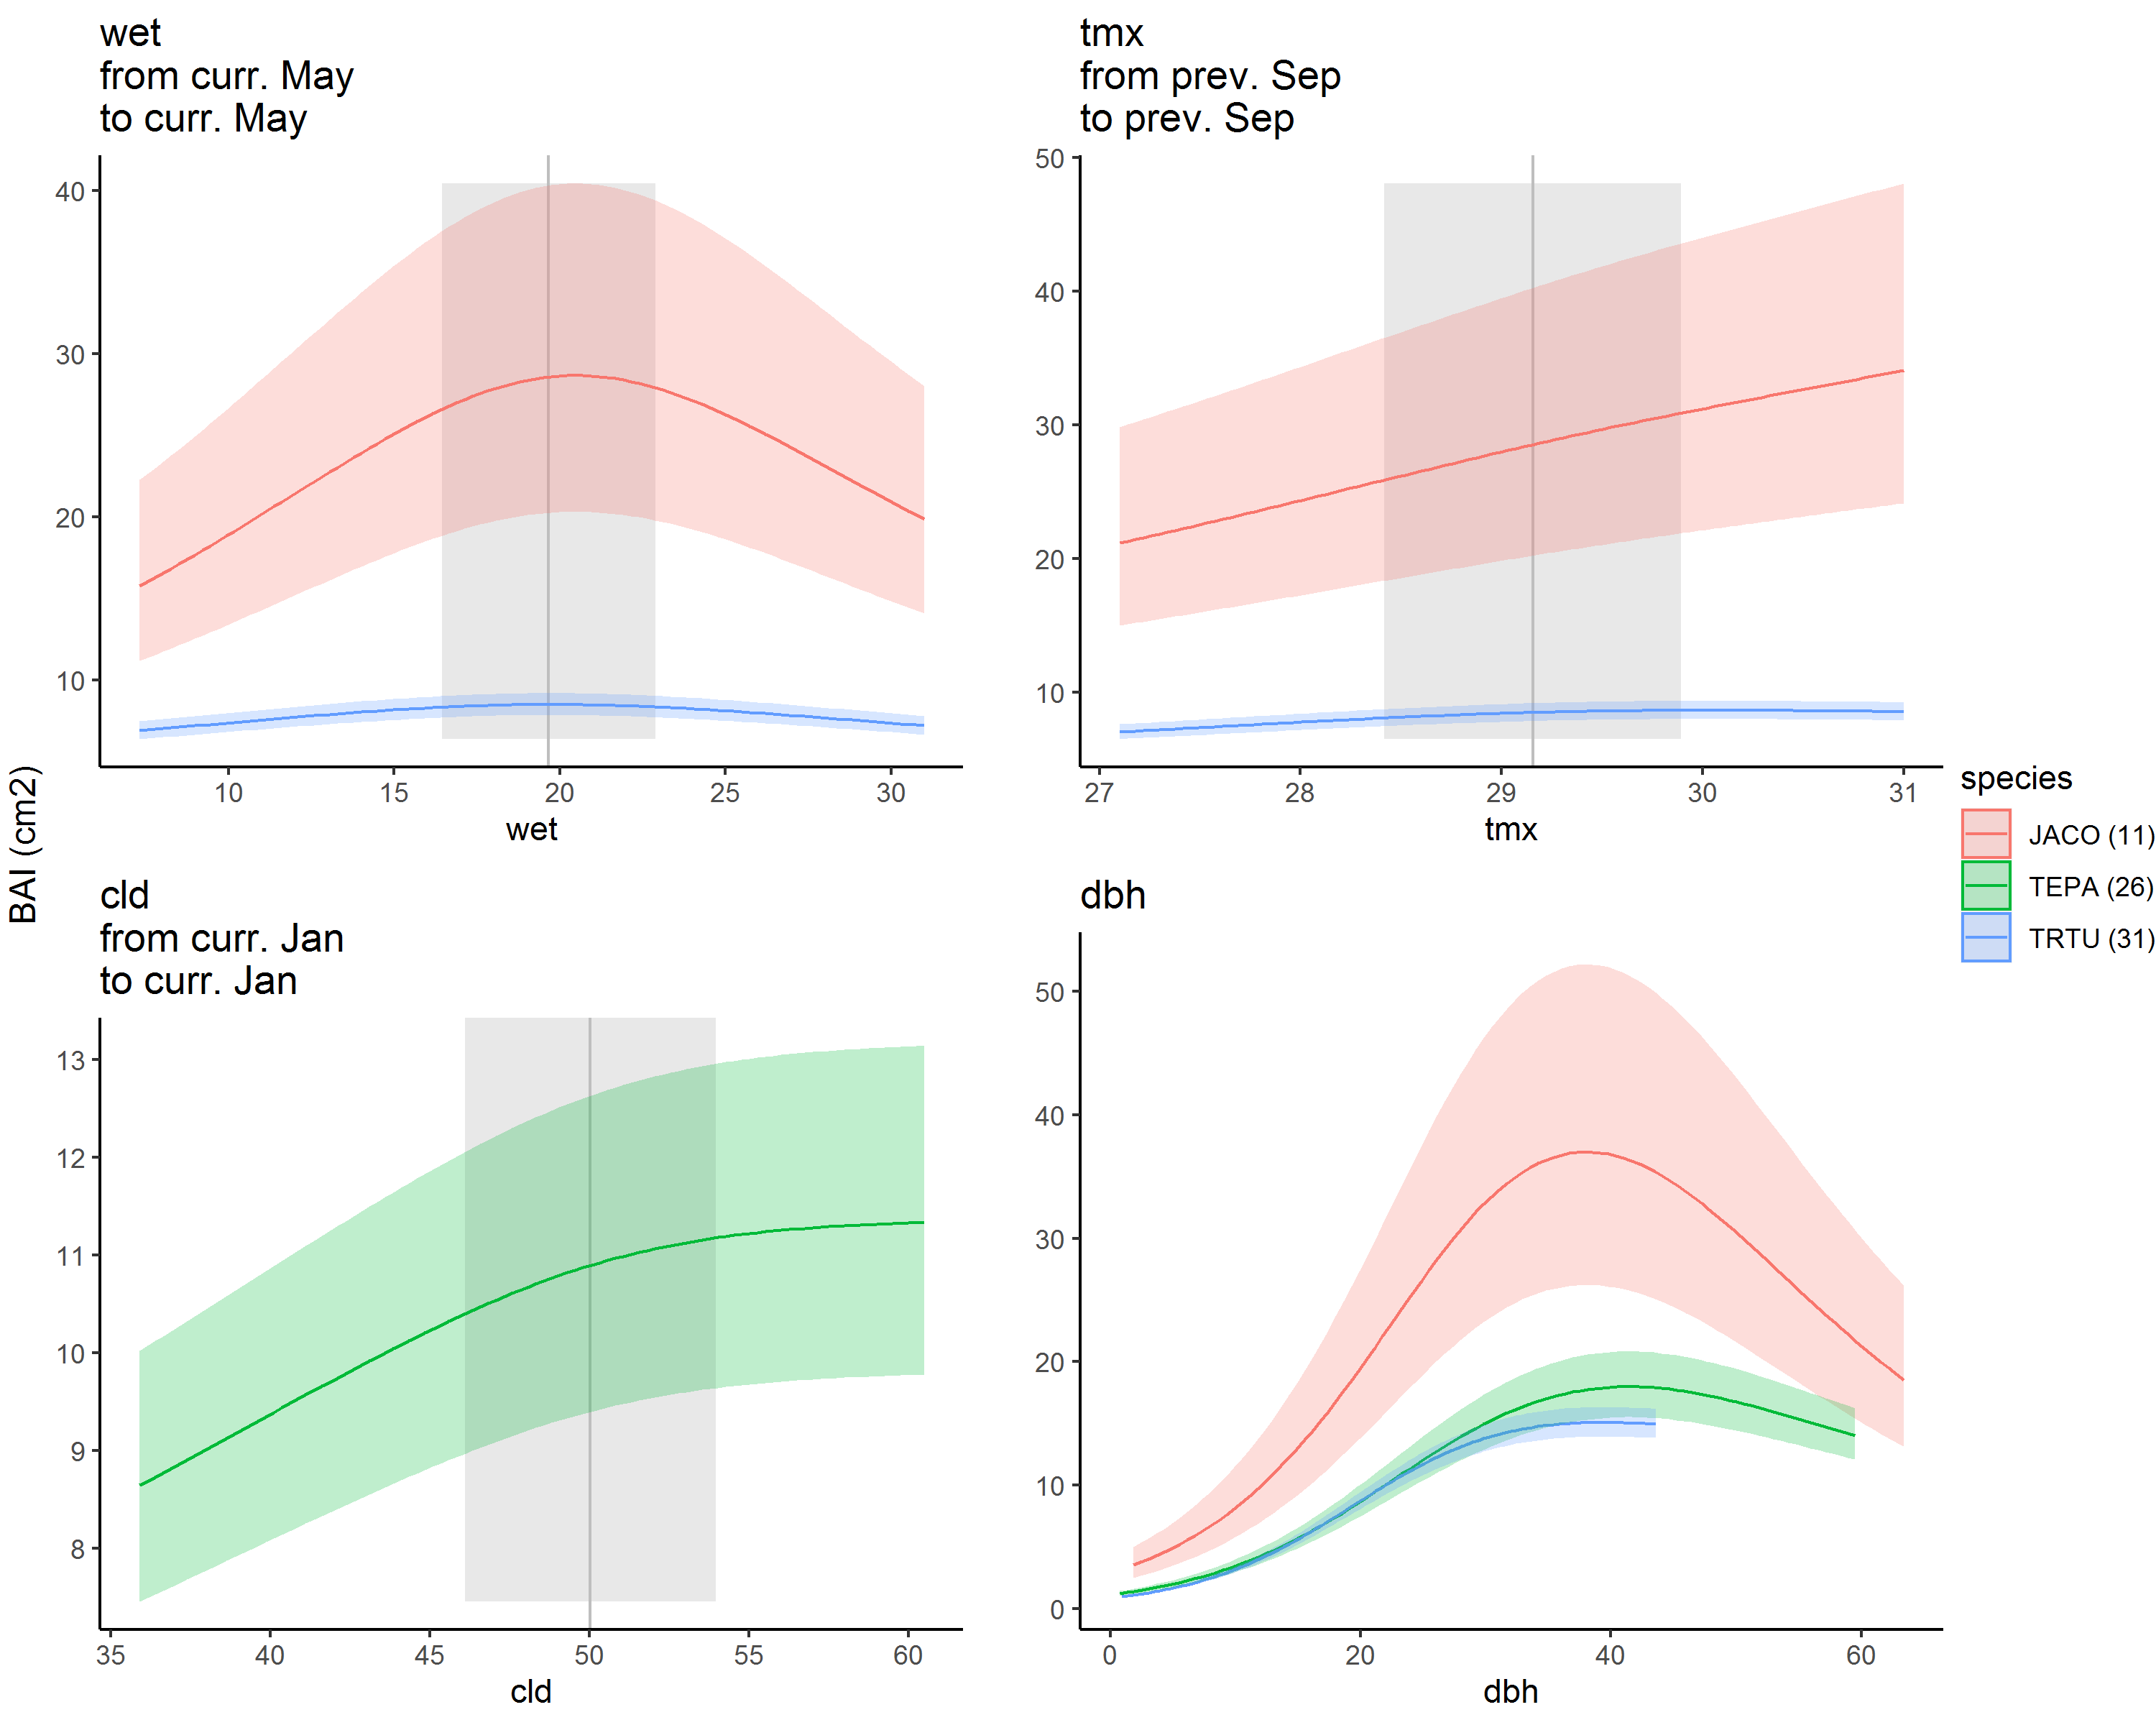 wet
from curr. May
to curr. May
40
30
20
10
10 15 20 25 30
wet
tmx
from prev. Sep
to prev. Sep
50
40
30
20
10
27 28 29 30 31
tmx
BAI (cm2)
cld
from curr. Jan
to curr. Jan
13
12
11
10
9
8
35 40 45 50 55 60
cld
dbh
50
40
30
20
10
0
0 20 40 60
dbh
species
JACO (11)
TEPA (26)
TRTU (31)